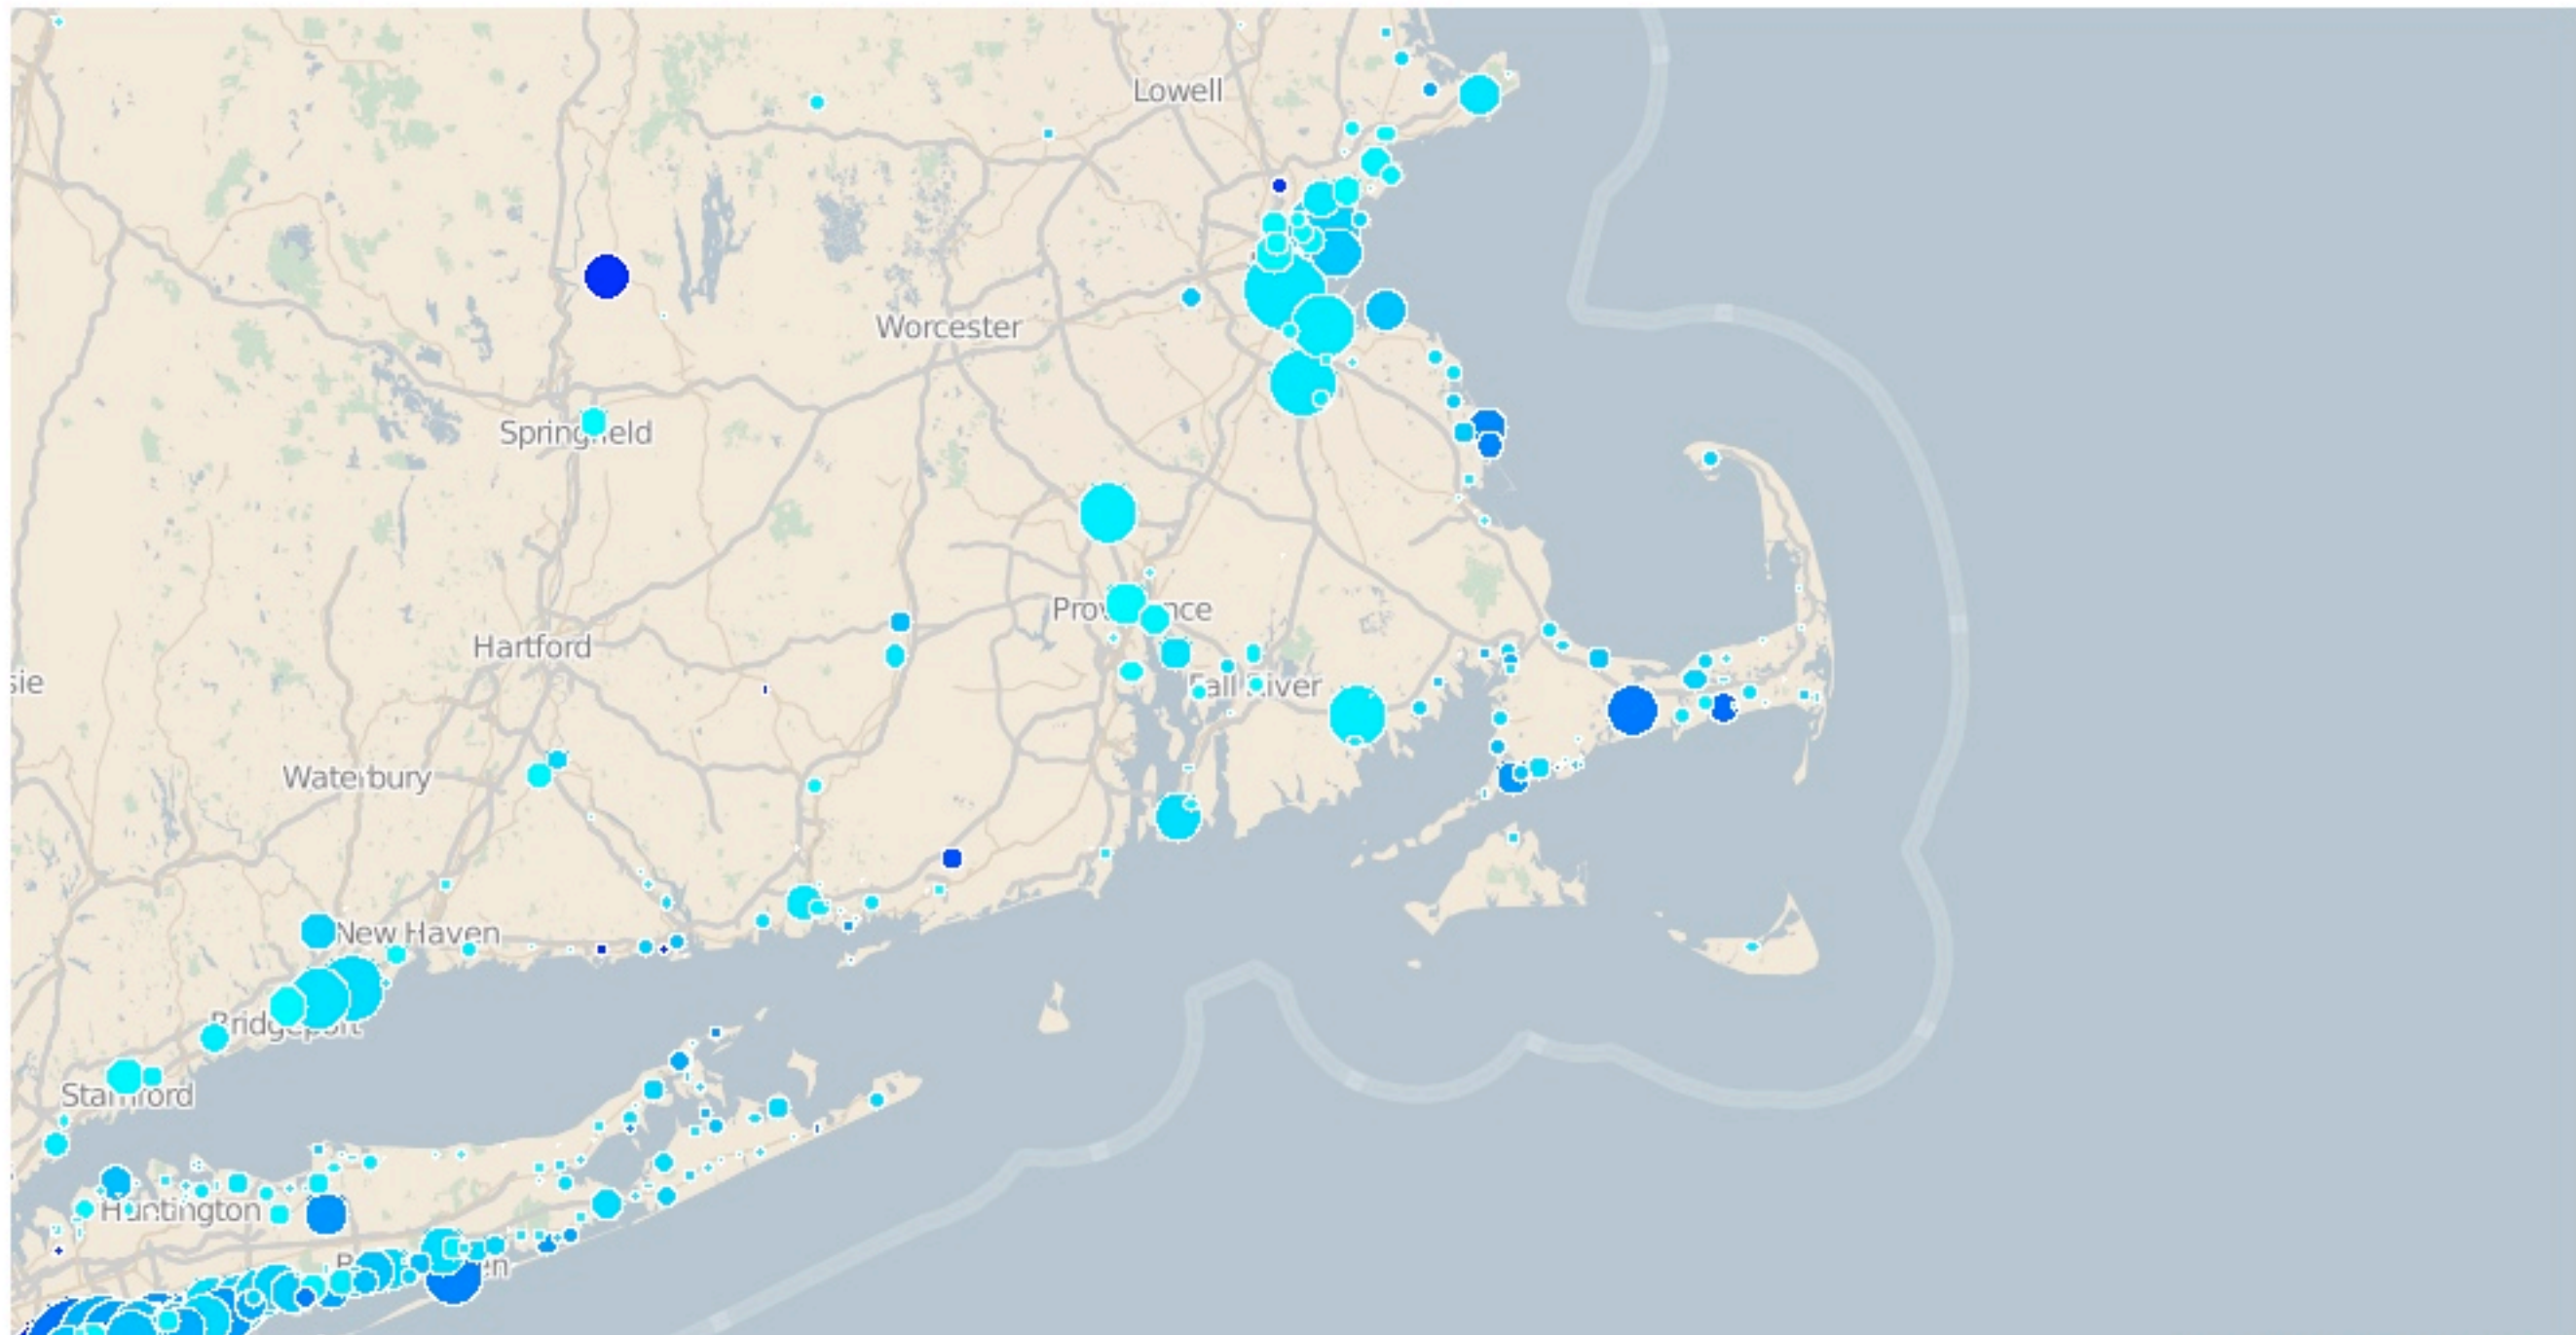 Lowell
Worcester
Springfield
Providence
Hartford
sie
Fall River
Waterbury
New Haven
Bridgeport
Stamford
Huntington